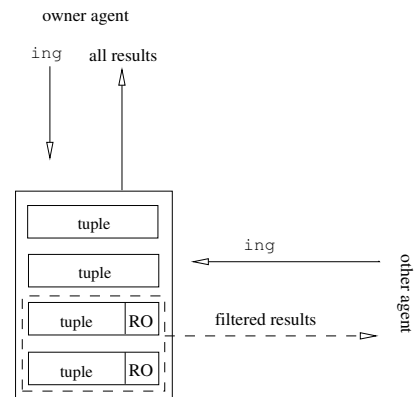 owner agent
ing all results
tuple
ing
tuple
other agent
tuple RO
filtered results
tuple RO